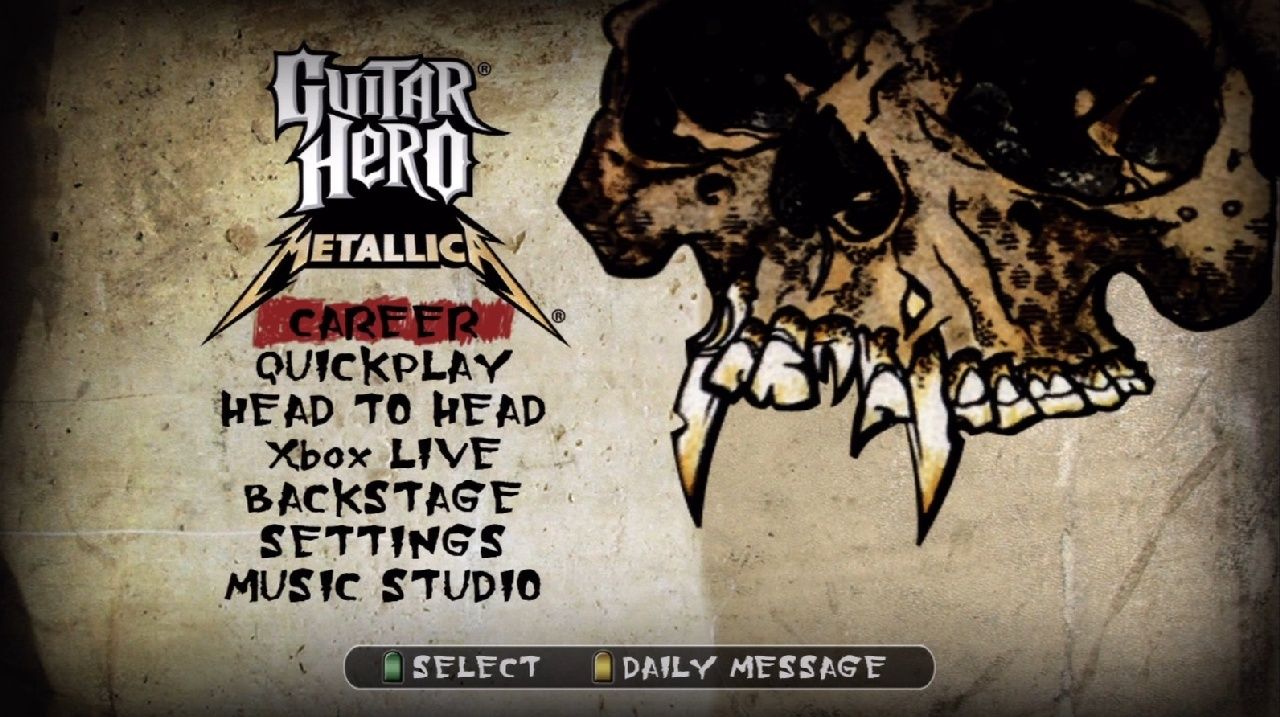 GUITAR HERO®
METALLICA®
CAREER
QUICKPLAY
HEAD TO HEAD
Xbox LIVE
BACKSTAGE
SETTINGS
MUSIC STUDIO
SELECT DAILY MESSAGE